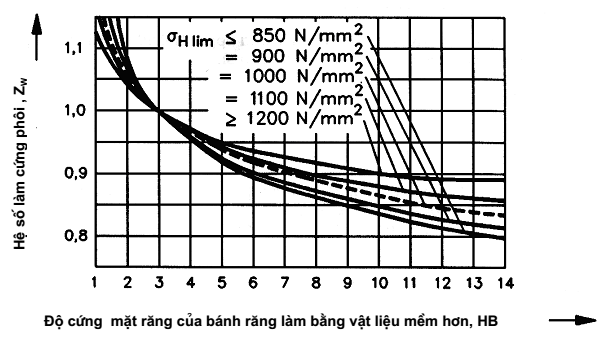 σH lim ≤ 850 N/mm²
= 900 N/mm²
= 1000 N/mm²
= 1100 N/mm²
≥ 1200 N/mm²
Hệ số làm cứng phôi , ZW
1,1
1,0
0,9
0,8
1 2 3 4 5 6 7 8 9 10 11 12 13 14
Độ cứng mặt răng của bánh răng làm bằng vật liệu mềm hơn, HB